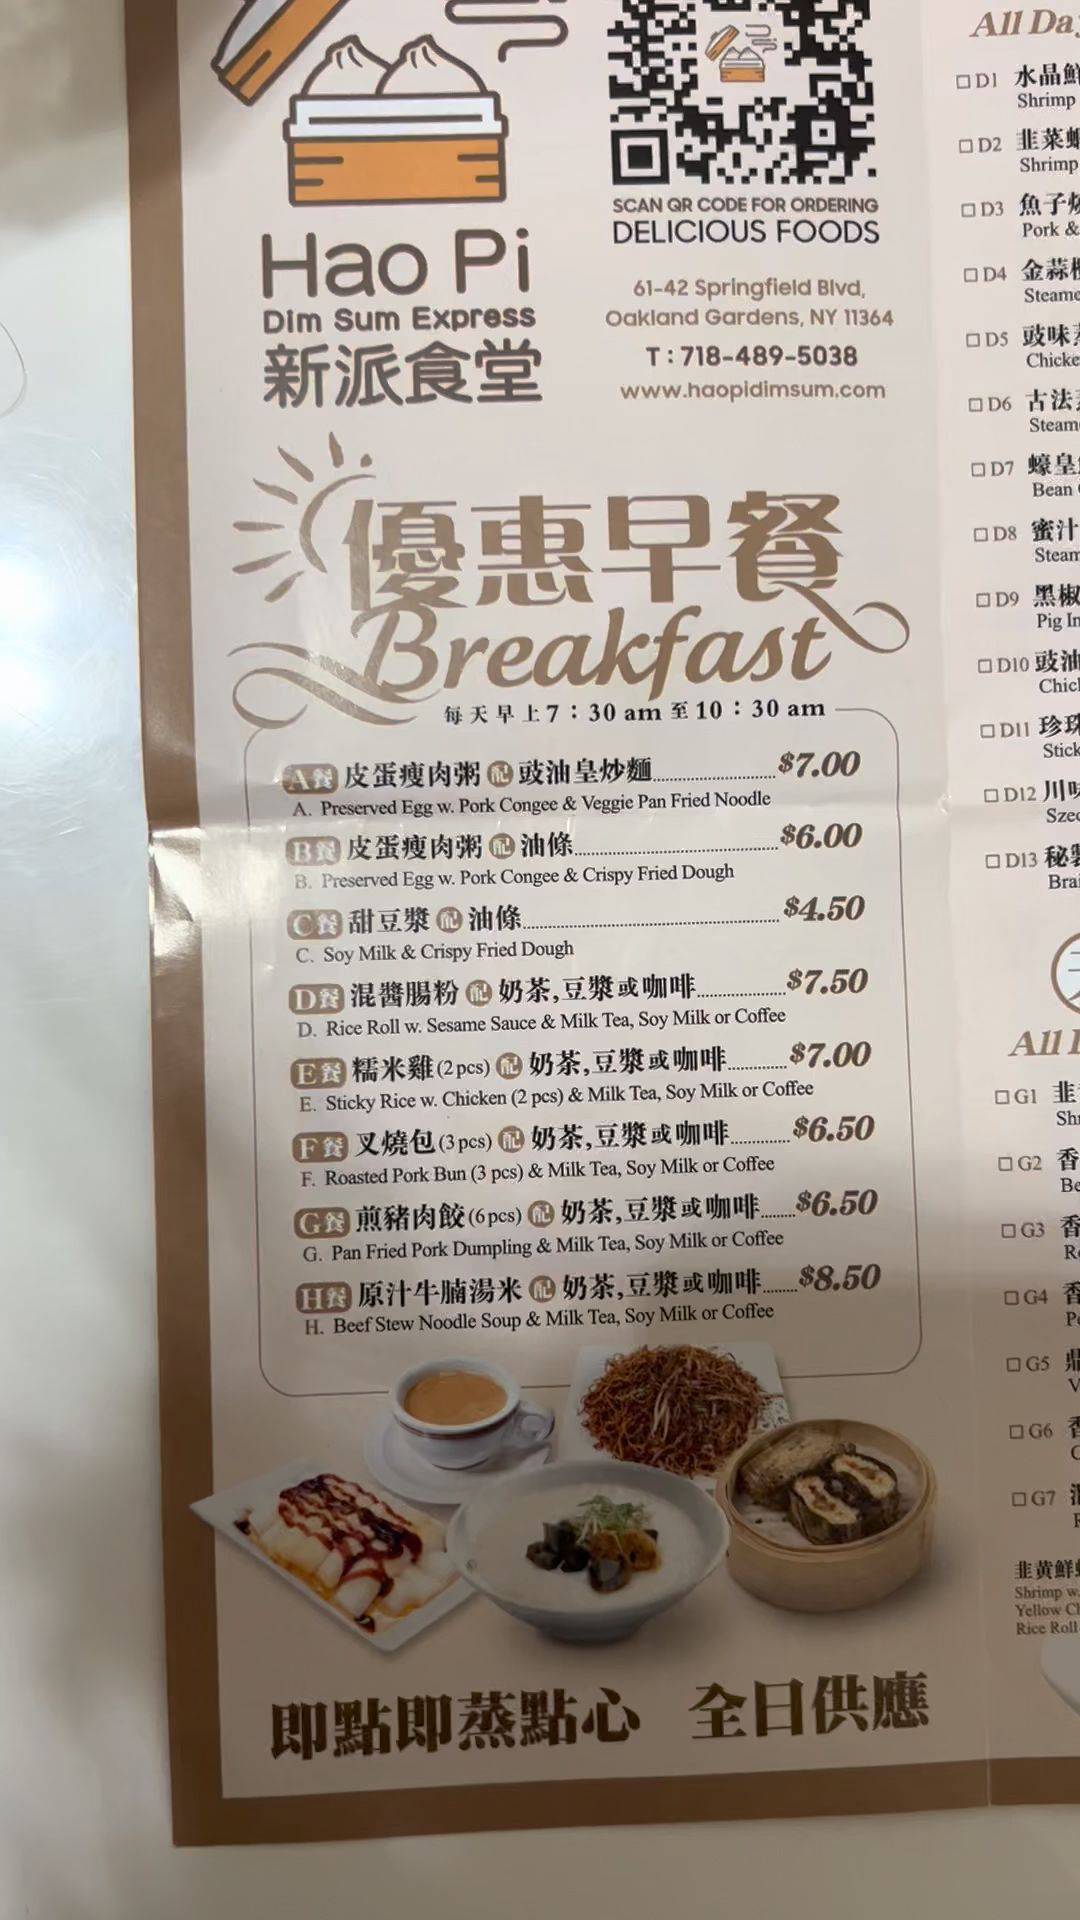 SCAN QR CODE FOR ORDERING
DELICIOUS FOODS
Hao Pi
Dim Sum Express
新派食堂
61-42 Springfield Blvd,
Oakland Gardens, NY 11364
T : 718-489-5038
www.haopidimsum.com
優惠早餐
Breakfast
每天早上7：30 am 至10：30 am
A餐 皮蛋瘦肉粥 配 豉油皇炒麵 $7.00
A. Preserved Egg w. Pork Congee & Veggie Pan Fried Noodle
B餐 皮蛋瘦肉粥 配 油條 $6.00
B. Preserved Egg w. Pork Congee & Crispy Fried Dough
C餐 甜豆漿 配 油條 $4.50
C. Soy Milk & Crispy Fried Dough
D餐 混醬腸粉 配 奶茶,豆漿或咖啡 $7.50
D. Rice Roll w. Sesame Sauce & Milk Tea, Soy Milk or Coffee
E餐 糯米雞(2pcs) 配 奶茶,豆漿或咖啡 $7.00
E. Sticky Rice w. Chicken (2 pcs) & Milk Tea, Soy Milk or Coffee
F餐 叉燒包(3pcs) 配 奶茶,豆漿或咖啡 $6.50
F. Roasted Pork Bun (3 pcs) & Milk Tea, Soy Milk or Coffee
G餐 煎豬肉餃(6pcs) 配 奶茶,豆漿或咖啡 $6.50
G. Pan Fried Pork Dumpling & Milk Tea, Soy Milk or Coffee
H餐 原汁牛腩湯米 配 奶茶,豆漿或咖啡 $8.50
H. Beef Stew Noodle Soup & Milk Tea, Soy Milk or Coffee
即點即蒸點心 全日供應
All
D1 水晶
Shrimp
D2 韭菜
Shrimp
D3 魚子
Pork &
D4 金蒜
D5 豉味
D6 古法
D7 蠔皇
Bean
D8 蜜汁
D9 黑椒
Pig
D10 豉油
D11 珍珠
D12 川味
D13
All
G1
G2 香
G3
G4
G5
G6
G7
韭黃鮮
Shrimp w.
Yellow
Rice Roll